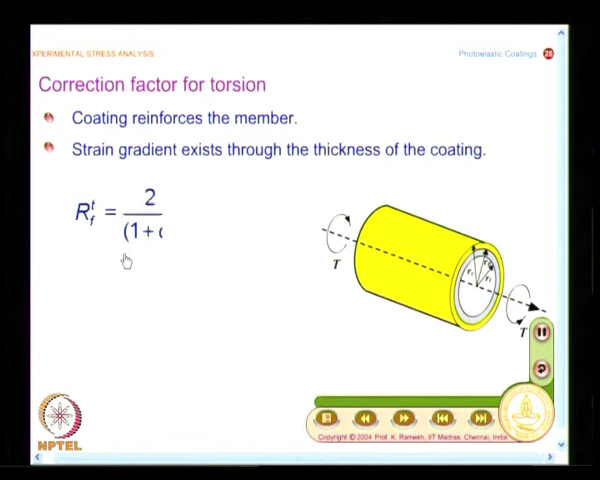 XPERIMENTAL STRESS ANALYSIS
Photoelastic Coatings 28
Correction factor for torsion
Coating reinforces the member.
Strain gradient exists through the thickness of the coating.
R_f^t = 2 / (1+
T
T
NPTEL
Copyright © 2004 Prof. K. Ramesh, IIT Madras, Chennai, India